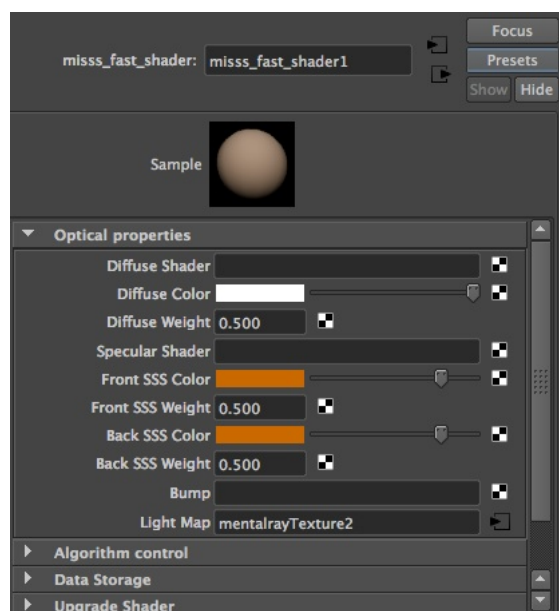 Focus
misss_fast_shader: misss_fast_shader1
Presets
Show Hide
Sample
Optical properties
Diffuse Shader
Diffuse Color
Diffuse Weight 0.500
Specular Shader
Front SSS Color
Front SSS Weight 0.500
Back SSS Color
Back SSS Weight 0.500
Bump
Light Map mentalrayTexture2
Algorithm control
Data Storage
Upgrade Shader